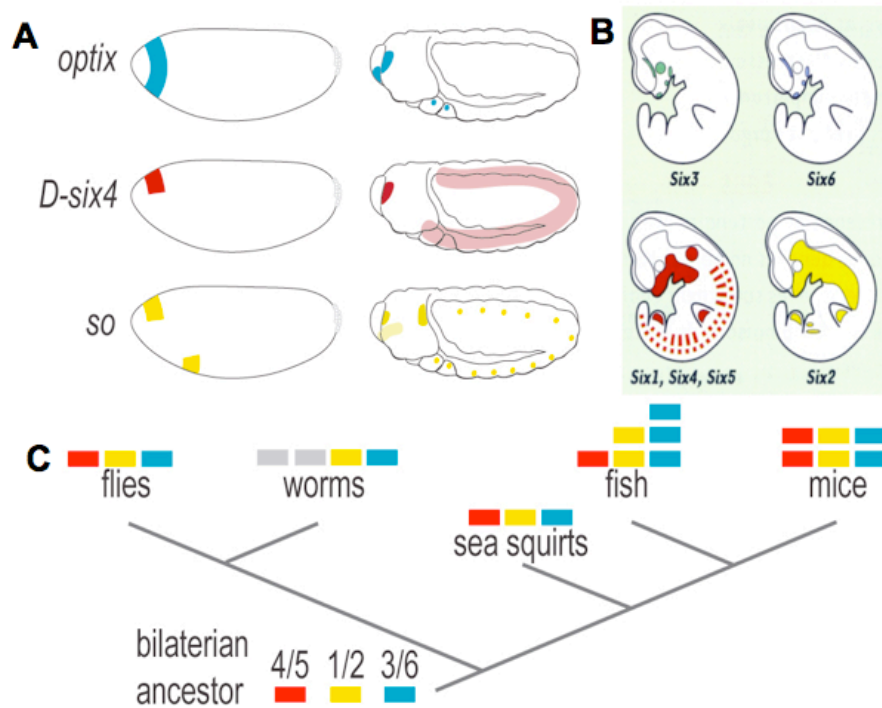 A
optix
D-six4
so
B
Six3
Six6
Six1, Six4, Six5
Six2
C
flies
worms
fish
mice
sea squirts
bilaterian
ancestor
4/5 1/2 3/6